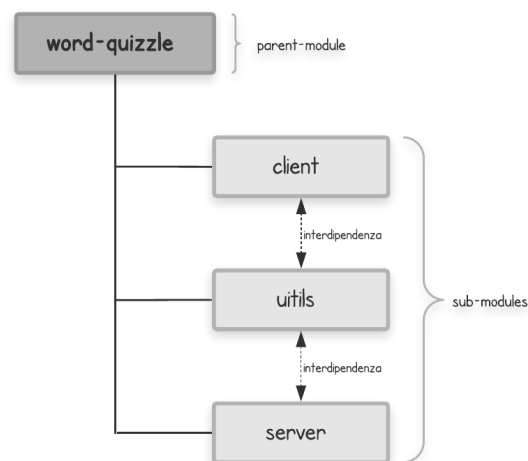 word-quizzle
parent-module
client
interdipendenza
uitils
sub-modules
interdipendenza
server